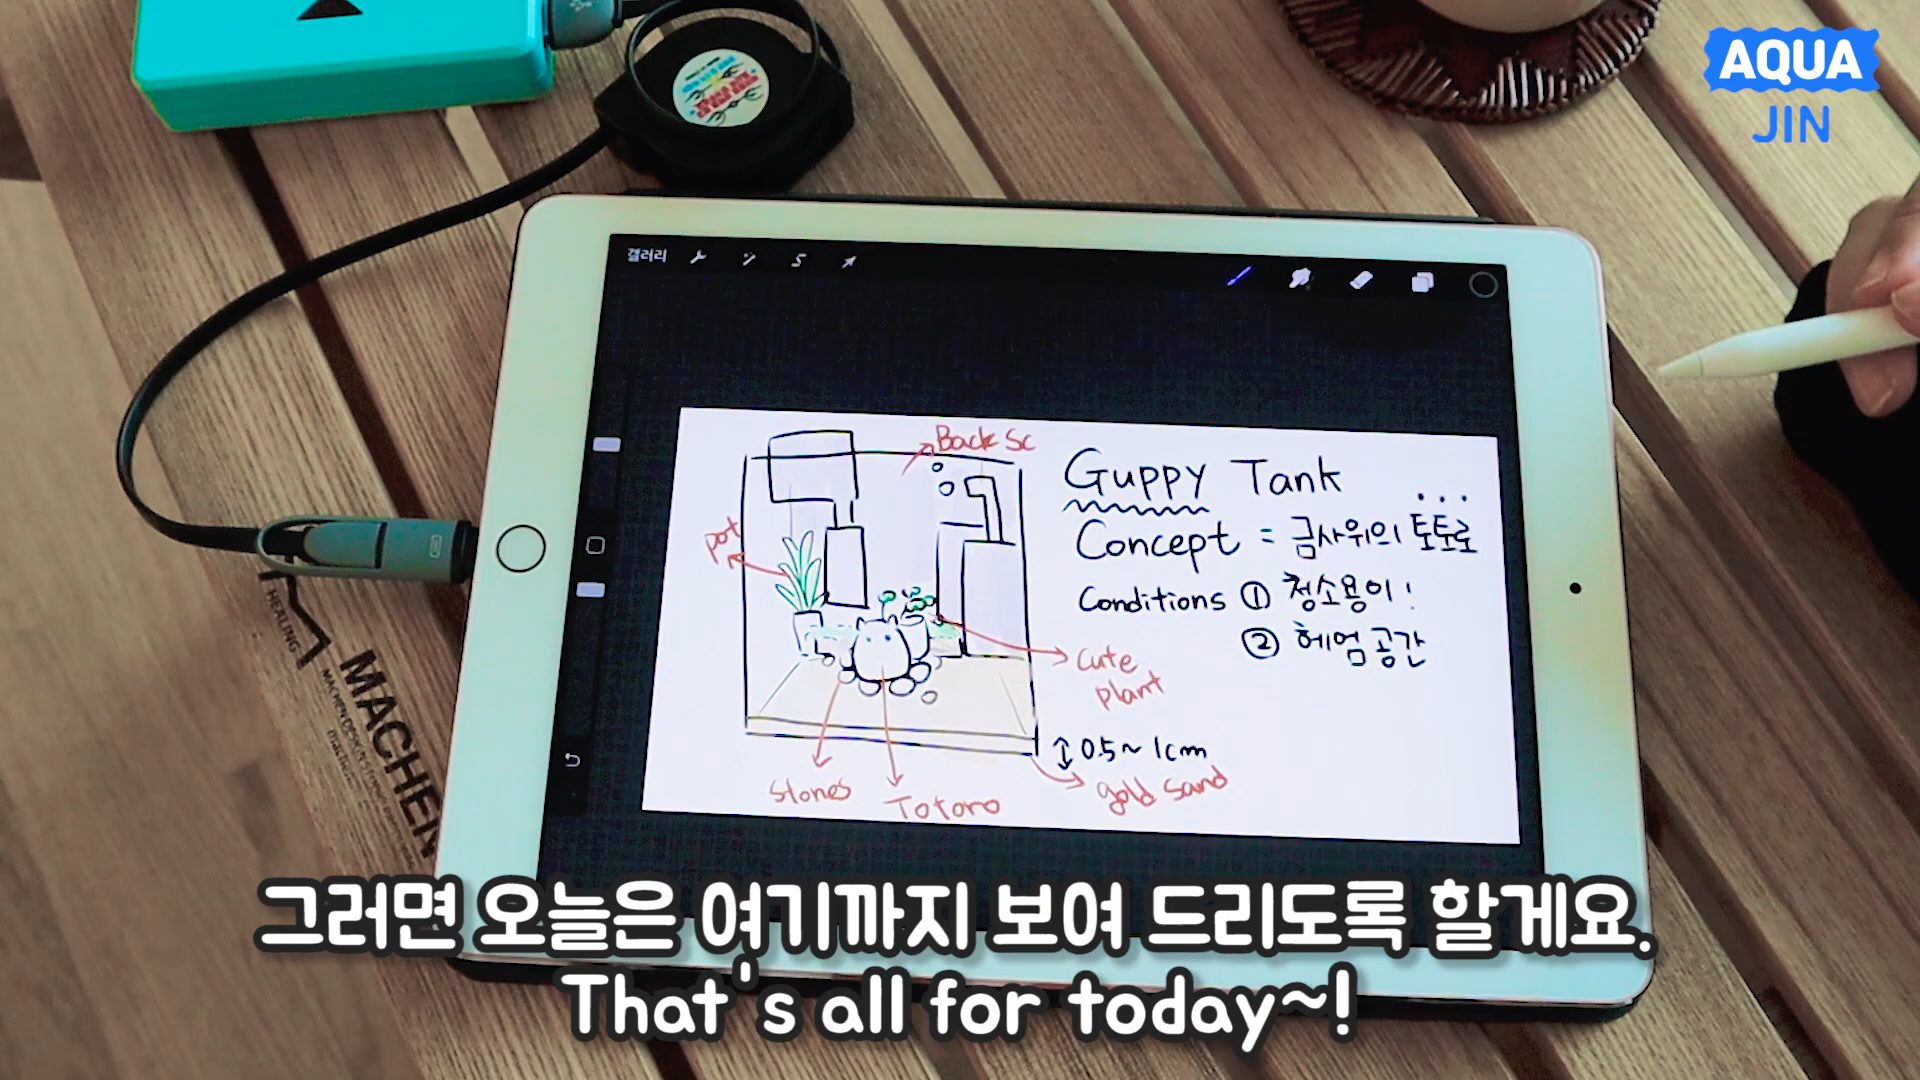 AQUA
JIN
갤러리
Back Sc
Guppy Tank
Concept = 금사위의 토토로
Conditions ① 청소용이!
② 헤엄 공간
pot
cute
plant
0.5~1cm
gold sand
Stones
Totoro
HEALING
MACHEN
그러면 오늘은 여기까지 보여 드리도록 할게요.
That's all for today~!